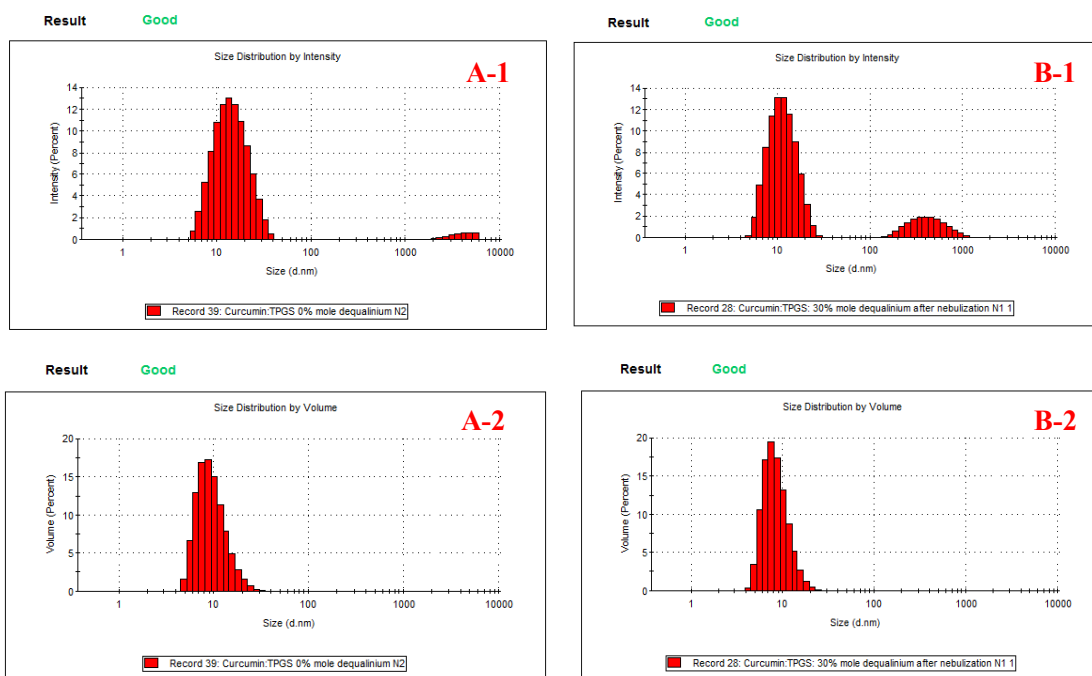 Result Good
Size Distribution by Intensity
A-1
14
12
10
8
6
4
2
0
Intensity (Percent)
1 10 100 1000 10000
Size (d.nm)
Record 39: Curcumin:TPGS 0% mole dequalinium N2
Result Good
Size Distribution by Intensity
B-1
14
12
10
8
6
4
2
0
Intensity (Percent)
1 10 100 1000 10000
Size (d.nm)
Record 28: Curcumin:TPGS: 30% mole dequalinium after nebulization N1 1
Result Good
Size Distribution by Volume
A-2
20
15
10
5
0
Volume (Percent)
1 10 100 1000 10000
Size (d.nm)
Record 39: Curcumin:TPGS 0% mole dequalinium N2
Result Good
Size Distribution by Volume
B-2
20
15
10
5
0
Volume (Percent)
1 10 100 1000 10000
Size (d.nm)
Record 28: Curcumin:TPGS: 30% mole dequalinium after nebulization N1 1